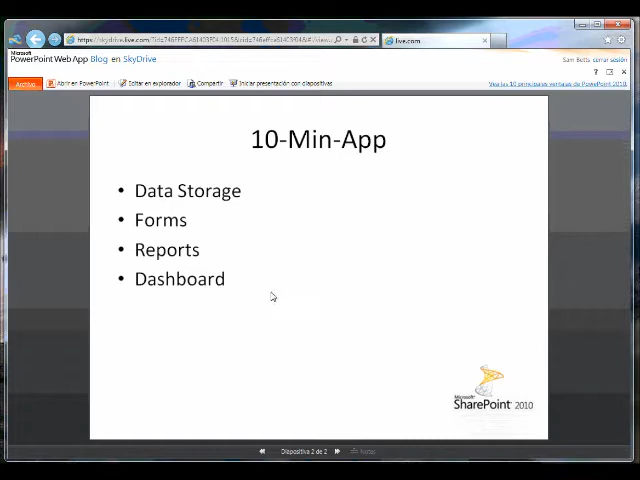 live.com
Microsoft
PowerPoint Web App Blog en SkyDrive
Sam Betts cerrar sesión
Archivo Abrir en PowerPoint Editar en explorador Compartir Iniciar presentación con diapositivas
Vea las 10 principales ventajas de PowerPoint 2010.
10-Min-App
• Data Storage
• Forms
• Reports
• Dashboard
Microsoft
SharePoint 2010
Diapositiva 2 de 2 Notas